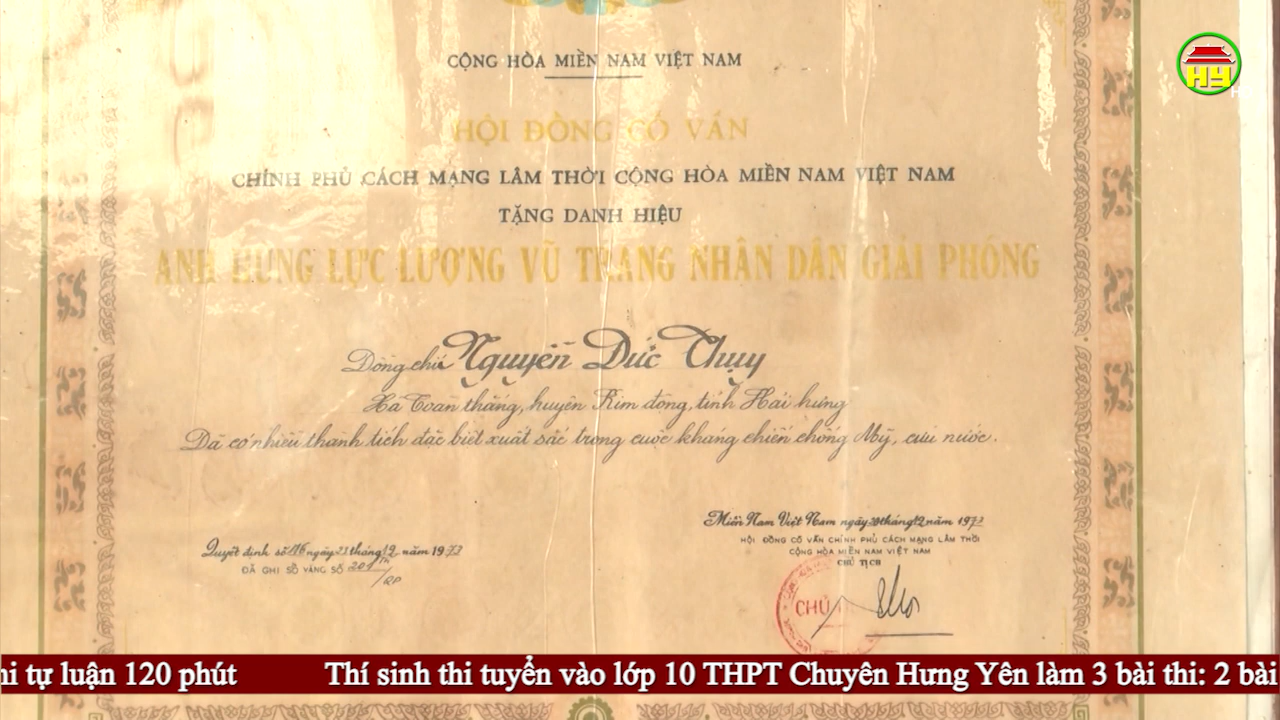 HY
CỘNG HÒA MIỀN NAM VIỆT NAM
HỘI ĐỒNG CỐ VẤN
CHÍNH PHỦ CÁCH MẠNG LÂM THỜI CỘNG HÒA MIỀN NAM VIỆT NAM
TẶNG DANH HIỆU
ANH HÙNG LỰC LƯỢNG VŨ TRANG NHÂN DÂN GIẢI PHÓNG
Đồng chí Nguyễn Đức Thụy
Xã Toàn thắng, huyện Kim động, tỉnh Hải hưng
Đã có nhiều thành tích đặc biệt xuất sắc trong cuộc kháng chiến chống Mỹ, cứu nước.
Miền Nam Việt Nam ngày 20 tháng 12 năm 1973
HỘI ĐỒNG CỐ VẤN CHÍNH PHỦ CÁCH MẠNG LÂM THỜI
CỘNG HÒA MIỀN NAM VIỆT NAM
CHỦ TỊCH
Quyết định số ngày tháng 12 năm 1973
ĐÃ GHI SỔ VÀNG SỐ
CHỦ
hi tự luận 120 phút Thí sinh thi tuyển vào lớp 10 THPT Chuyên Hưng Yên làm 3 bài thi: 2 bài